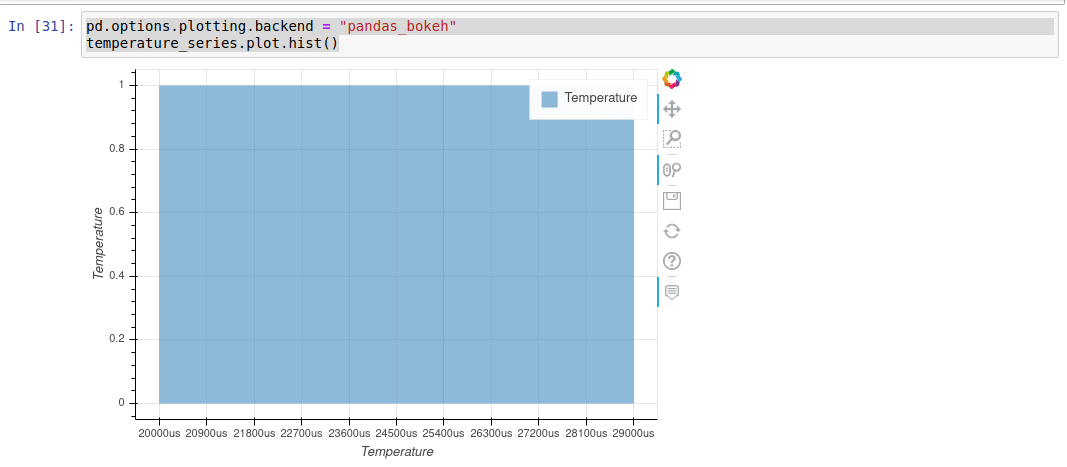 In [31]: pd.options.plotting.backend = "pandas_bokeh"
temperature_series.plot.hist()
Temperature
1
0.8
0.6
0.4
0.2
0
Temperature
20000us 20900us 21800us 22700us 23600us 24500us 25400us 26300us 27200us 28100us 29000us
Temperature